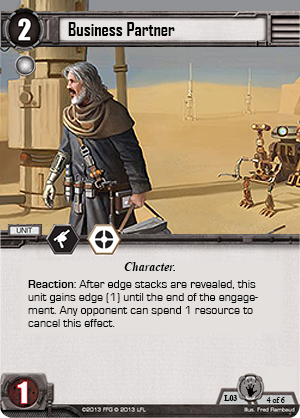 2
Business Partner
UNIT
Character.
Reaction: After edge stacks are revealed, this
unit gains edge (1) until the end of the engage-
ment. Any opponent can spend 1 resource to
cancel this effect.
1
L03
4 of 6
©2013 FFG © 2013 LFL
Illus. Fred Rambaud